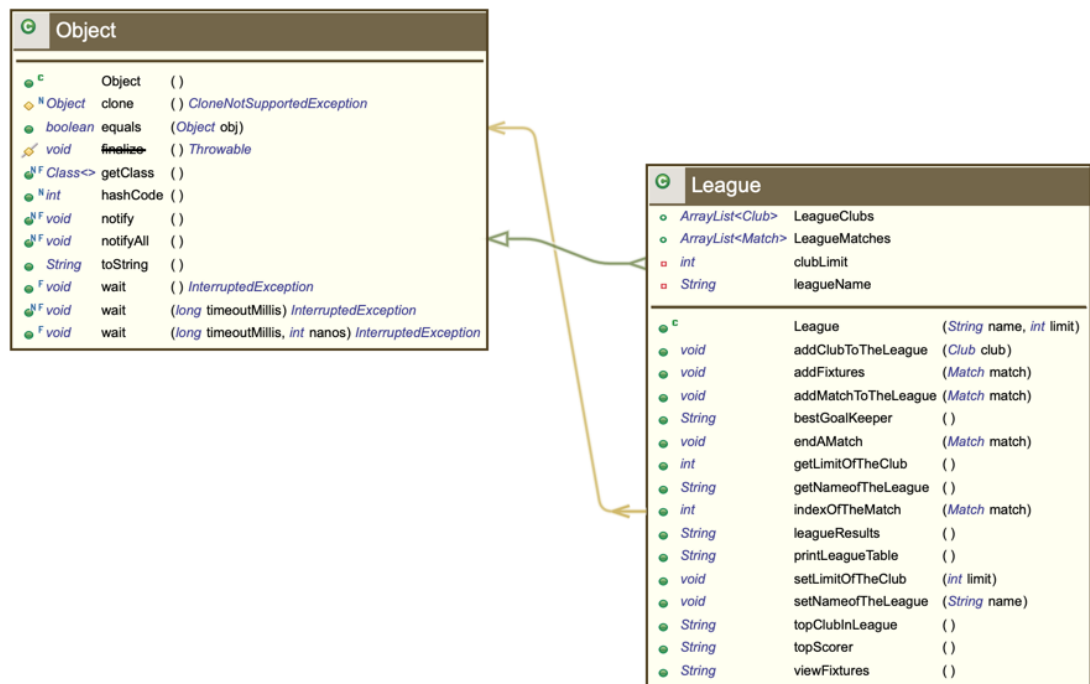 Object
Object ( )
Object clone ( ) CloneNotSupportedException
boolean equals (Object obj)
void finalize ( ) Throwable
Class<> getClass ( )
int hashCode ( )
void notify ( )
void notifyAll ( )
String toString ( )
void wait ( ) InterruptedException
void wait (long timeoutMillis) InterruptedException
void wait (long timeoutMillis, int nanos) InterruptedException
League
ArrayList<Club> LeagueClubs
ArrayList<Match> LeagueMatches
int clubLimit
String leagueName
League (String name, int limit)
void addClubToTheLeague (Club club)
void addFixtures (Match match)
void addMatchToTheLeague (Match match)
String bestGoalKeeper ( )
void endAMatch (Match match)
int getLimitOfTheClub ( )
String getNameofTheLeague ( )
int indexOfTheMatch (Match match)
String leagueResults ( )
String printLeagueTable ( )
void setLimitOfTheClub (int limit)
void setNameofTheLeague (String name)
String topClubInLeague ( )
String topScorer ( )
String viewFixtures ( )